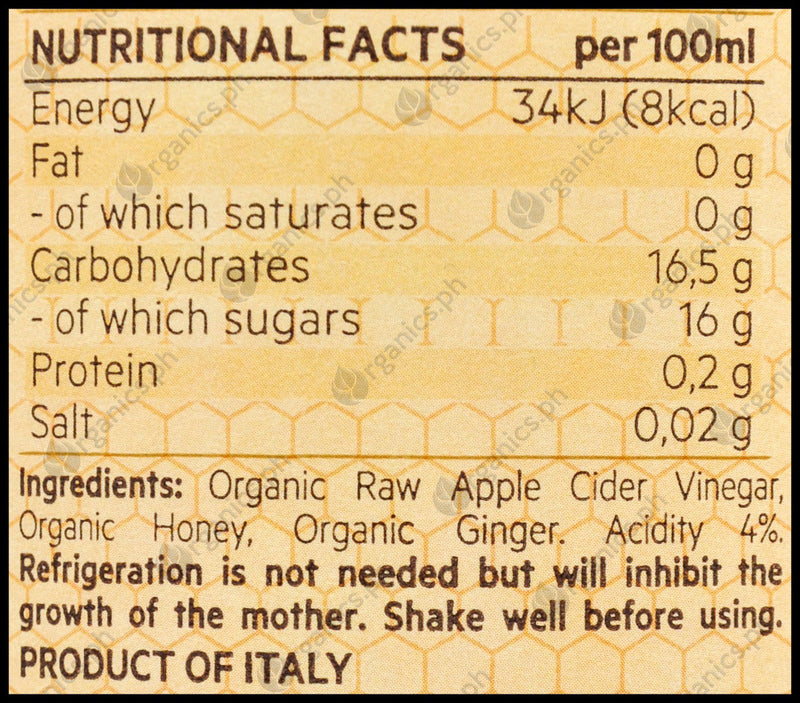 NUTRITIONAL FACTS per 100ml
Energy 34kJ (8kcal)
Fat 0 g
- of which saturates 0 g
Carbohydrates 16,5 g
- of which sugars 16 g
Protein 0,2 g
Salt 0,02 g
Ingredients: Organic Raw Apple Cider Vinegar,
Organic Honey, Organic Ginger. Acidity 4%.
Refrigeration is not needed but will inhibit the
growth of the mother. Shake well before using.
PRODUCT OF ITALY
Organics.ph